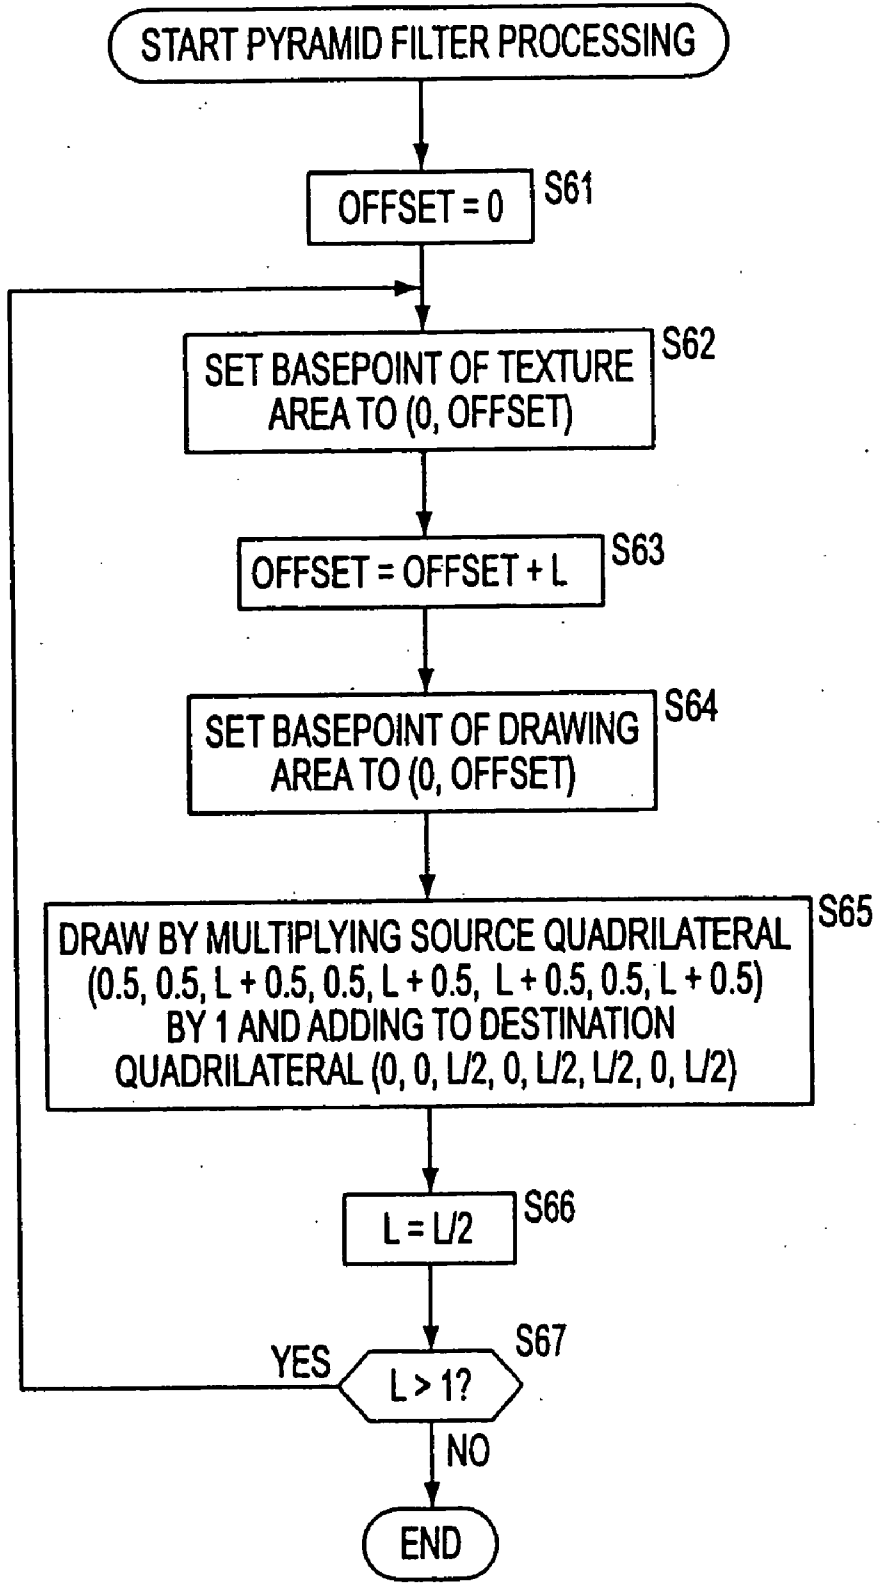 START PYRAMID FILTER PROCESSING
OFFSET = 0
S61
SET BASEPOINT OF TEXTURE
AREA TO (0, OFFSET)
S62
OFFSET = OFFSET + L
S63
SET BASEPOINT OF DRAWING
AREA TO (0, OFFSET)
S64
DRAW BY MULTIPLYING SOURCE QUADRILATERAL
(0.5, 0.5, L + 0.5, 0.5, L + 0.5, L + 0.5, 0.5, L + 0.5)
BY 1 AND ADDING TO DESTINATION
QUADRILATERAL (0, 0, L/2, 0, L/2, L/2, 0, L/2)
S65
L = L/2
S66
L > 1?
S67
YES
NO
END